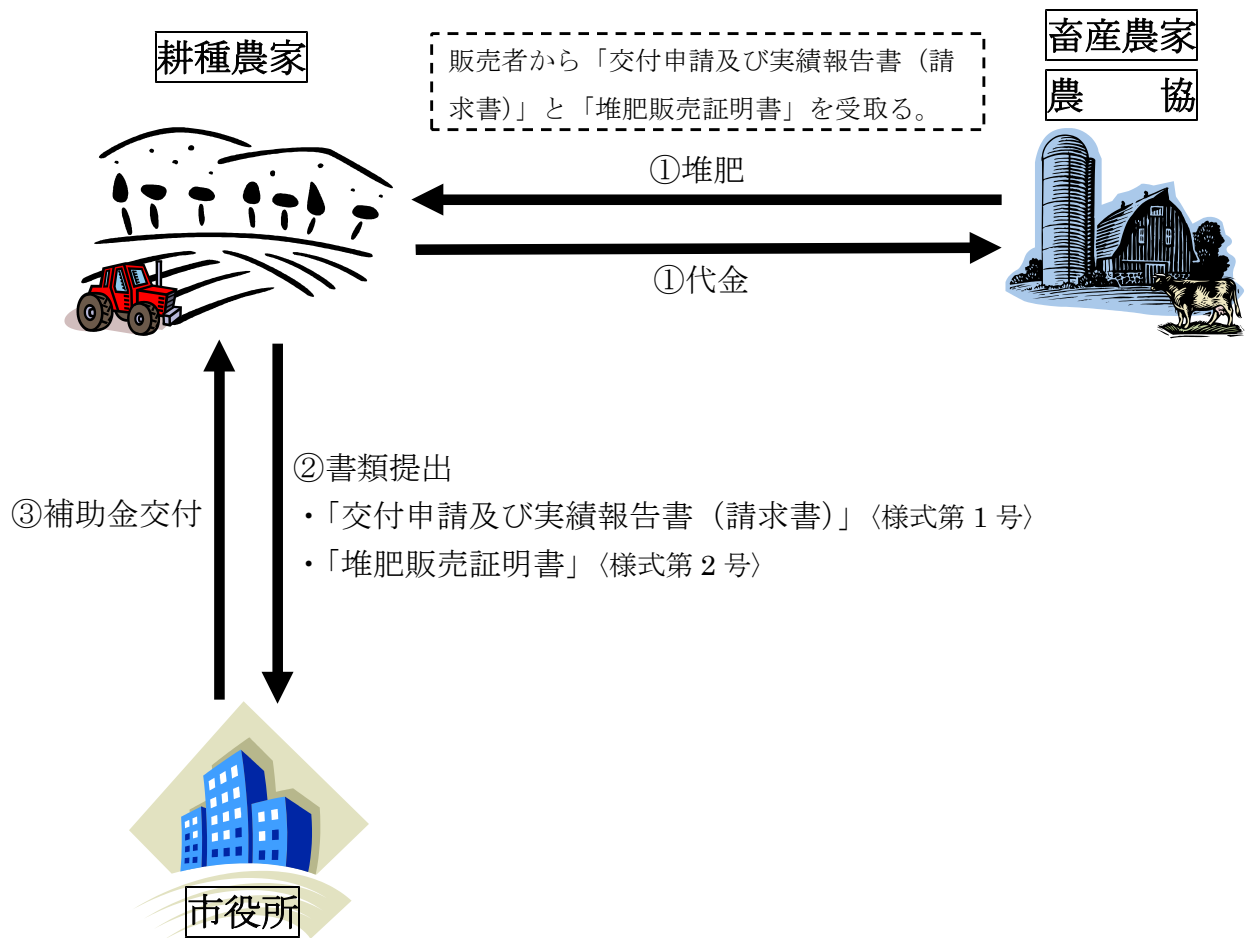 耕種農家
販売者から「交付申請及び実績報告書（請
求書）」と「堆肥販売証明書」を受取る。
畜産農家
農　　協
①堆肥
①代金
②書類提出
・「交付申請及び実績報告書（請求書）」〈様式第 1 号〉
・「堆肥販売証明書」〈様式第 2 号〉
③補助金交付
市役所